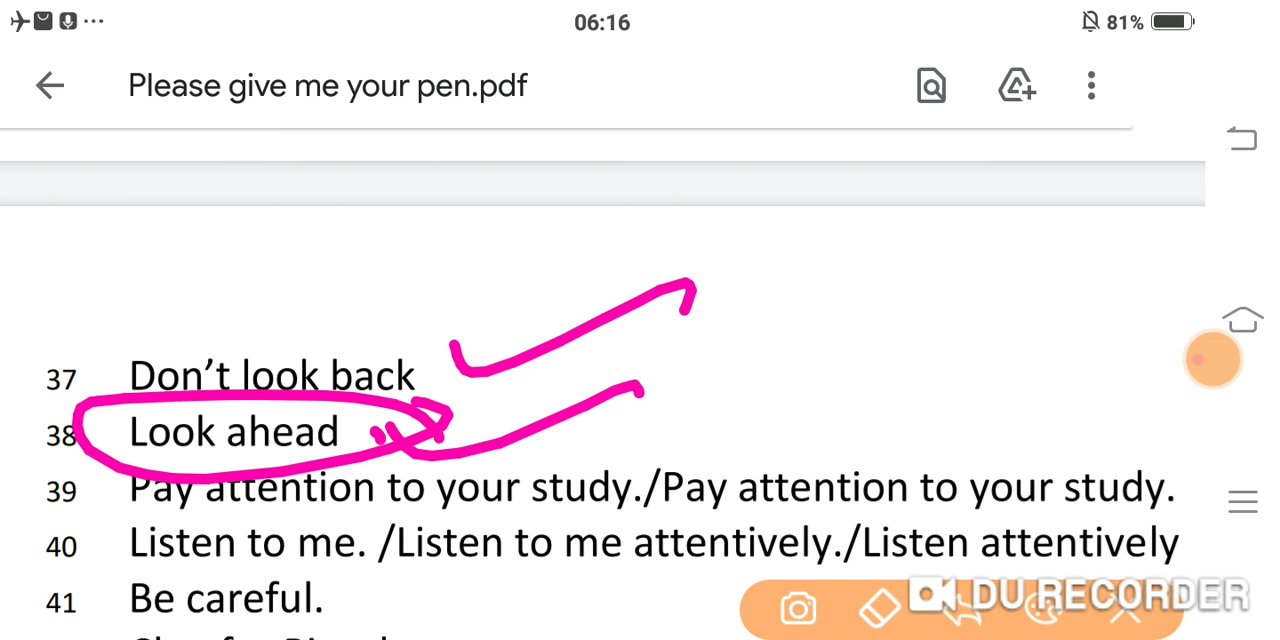 06:16
81%
Please give me your pen.pdf
37 Don’t look back
38 Look ahead
39 Pay attention to your study./Pay attention to your study.
40 Listen to me. /Listen to me attentively./Listen attentively
41 Be careful.
DU RECORDER